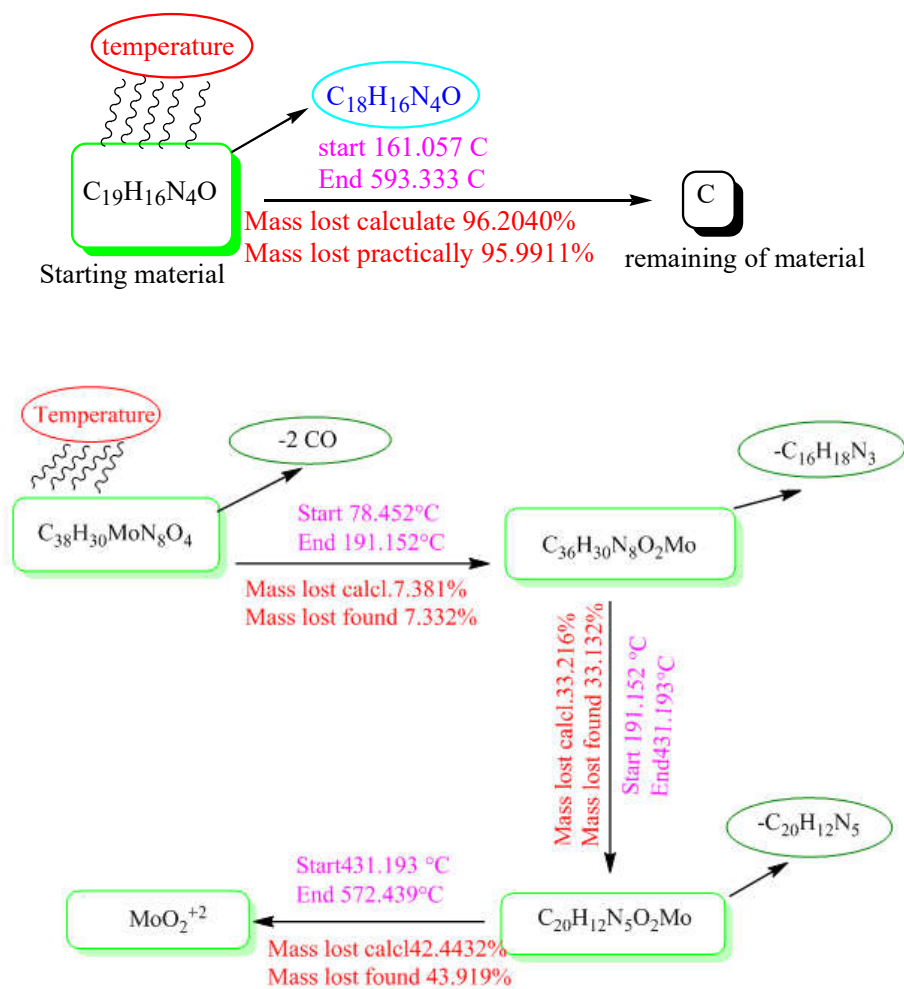 temperature
C₁₈H₁₆N₄O
start 161.057 C
End 593.333 C
C₁₉H₁₆N₄O
C
Mass lost calculate 96.2040%
Mass lost practically 95.9911%
Starting material
remaining of material
Temperature
-2 CO
-C₁₆H₁₈N₃
C₃₈H₃₀MoN₈O₄
Start 78.452°C
End 191.152°C
C₃₆H₃₀N₈O₂Mo
Mass lost calcl.7.381%
Mass lost found 7.332%
Mass lost calcl.33.216%
Mass lost found 33.132%
Start 191.152 °C
End431.193°C
-C₂₀H₁₂N₅
Start431.193 °C
End 572.439°C
MoO₂⁺²
C₂₀H₁₂N₅O₂Mo
Mass lost calcl42.4432%
Mass lost found 43.919%